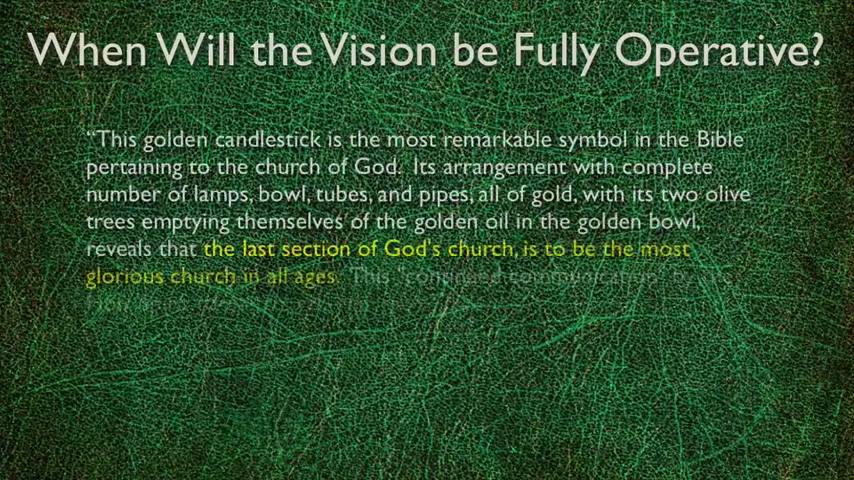 When Will the Vision be Fully Operative?
“This golden candlestick is the most remarkable symbol in the Bible
pertaining to the church of God. Its arrangement with complete
number of lamps, bowl, tubes, and pipes, all of gold, with its two olive
trees emptying themselves of the golden oil in the golden bowl,
reveals that the last section of God's church, is to be the most
glorious church in all ages. This "continued communication"